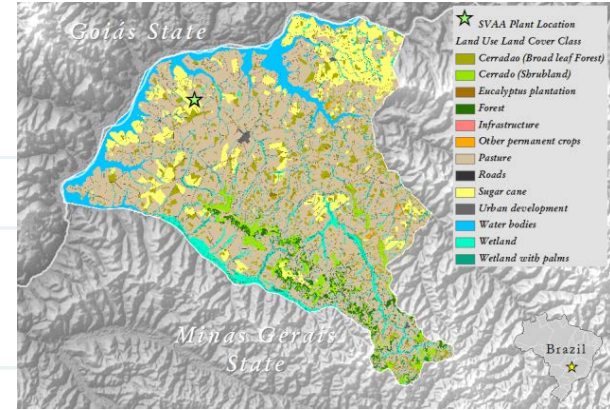 Goiás State
SVAA Plant Location
Land Use Land Cover Class
Cerradao (Broad leaf Forest)
Cerrado (Shrubland)
Eucalyptus plantation
Forest
Infrastructure
Other permanent crops
Pasture
Roads
Sugar cane
Urban development
Water bodies
Wetland
Wetland with palms
Minas Gerais
State
Brazil